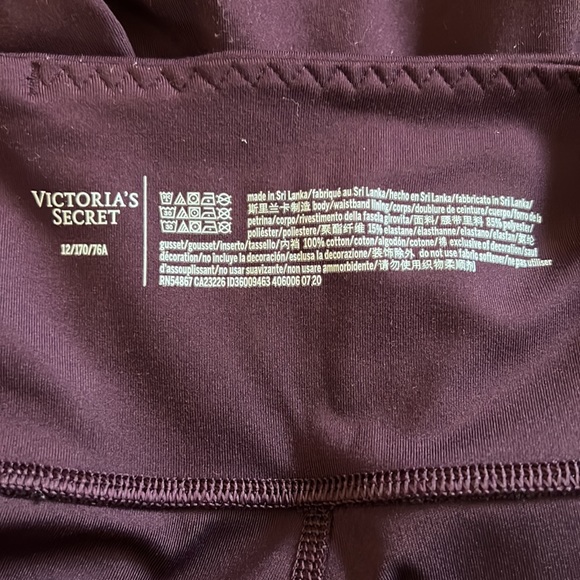 VICTORIA'S
SECRET
12/170/76A
made in Sri Lanka/fabriqué au Sri Lanka/hecho en Sri Lanka/fabbricato in Sri Lanka/
斯里兰卡制造 body/waistband lining/corps/doublure de ceinture/cuerpo/forro de la
petrina/corpo/rivestimento della fascia girovita/面料/腰带里料 85% polyester/
poliéster/poliestere/聚酯纤维 15% elastane/élasthanne/elastano/
gusset/gousset/inserto/tassello/内裆 100% cotton/coton/algodón/cotone/棉 exclusive of decoration/sauf
décoration/no incluye la decoración/esclusa la decorazione/装饰除外 do not use fabric softener/ne pas utiliser
d'assouplissant/no usar suavizante/non usare ammorbidente/请勿使用织物柔顺剂
RN54867 CA23226 ID36009463 406006 07 20